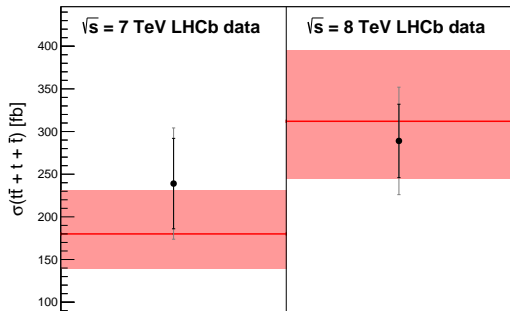 √s = 7 TeV LHCb data
√s = 8 TeV LHCb data
σ(tt̄ + t + t̄) [fb]
400
350
300
250
200
150
100